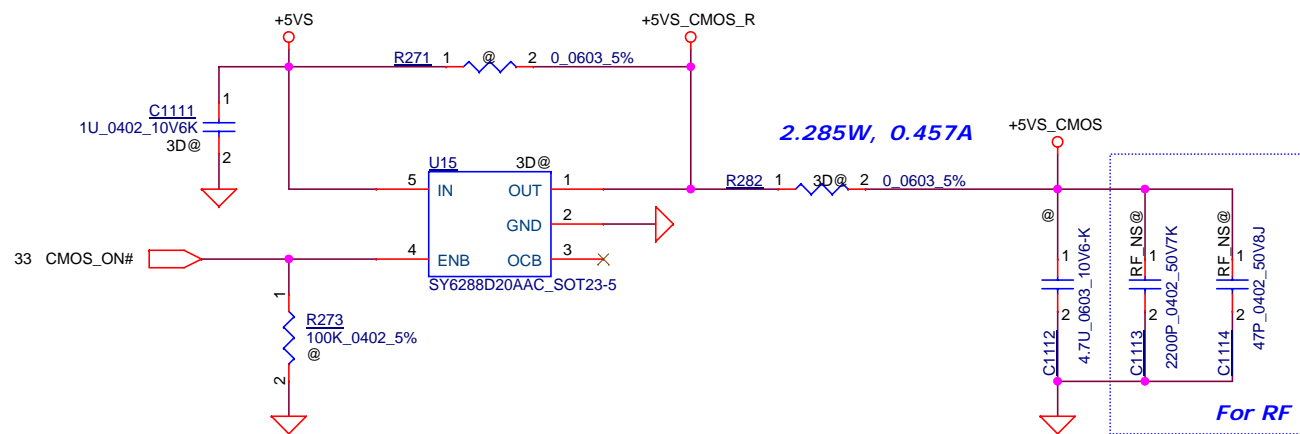 +5VS
+5VS_CMOS_R
R271 1 @ 2 0_0603_5%
C1111
1U_0402_10V6K
3D@
1
2
2.285W, 0.457A
+5VS_CMOS
U15 3D@
5 IN OUT 1
GND 2
4 ENB OCB 3
SY6288D20AAC_SOT23-5
R282 1 3D@ 2 0_0603_5%
33 CMOS_ON#
1
R273
100K_0402_5%
@
2
@
1
2
C1112
4.7U_0603_10V6-K
RF_NS@
1
2
C1113
2200P_0402_50V7K
RF_NS@
1
2
C1114
47P_0402_50V8J
For RF